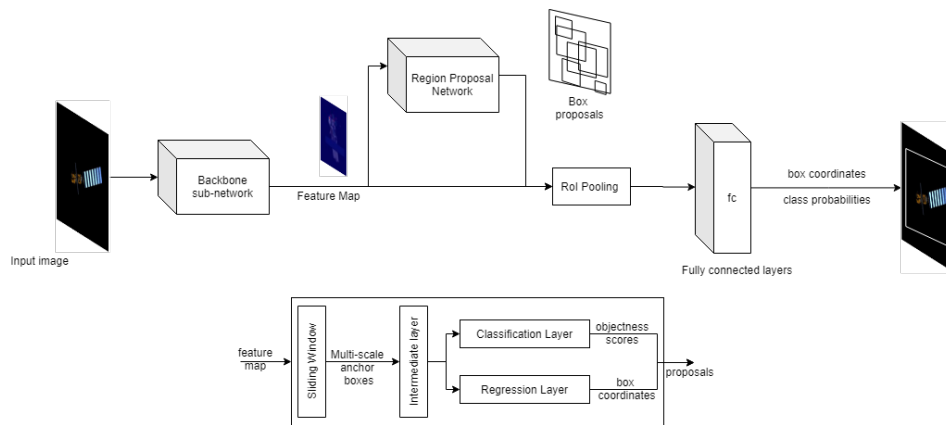 Region Proposal
Network
Box
proposals
Backbone
sub-network
Feature Map
RoI Pooling
fc
box coordinates
class probabilities
Input image
Fully connected layers
feature
map
Sliding Window
Multi-scale
anchor
boxes
Intermediate layer
Classification Layer
objectness
scores
Regression Layer
box
coordinates
proposals